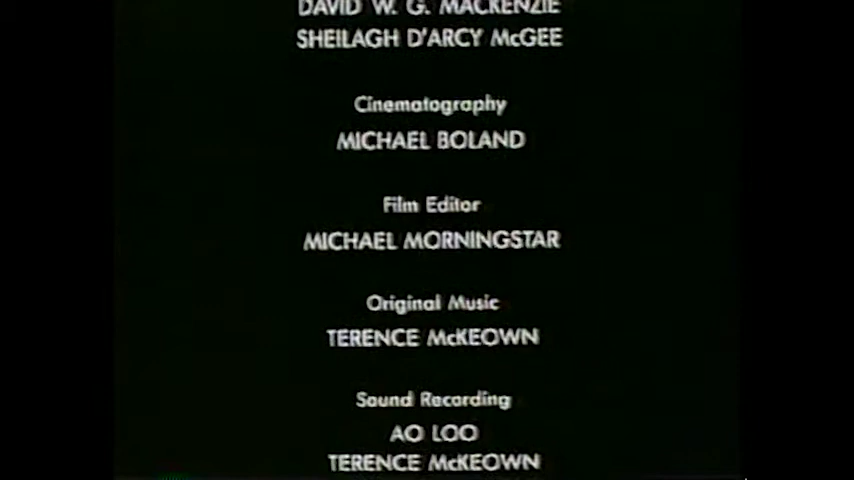 DAVID W. G. MACKENZIE
SHEILAGH D'ARCY McGEE
Cinematography
MICHAEL BOLAND
Film Editor
MICHAEL MORNINGSTAR
Original Music
TERENCE McKEOWN
Sound Recording
AO LOO
TERENCE McKEOWN